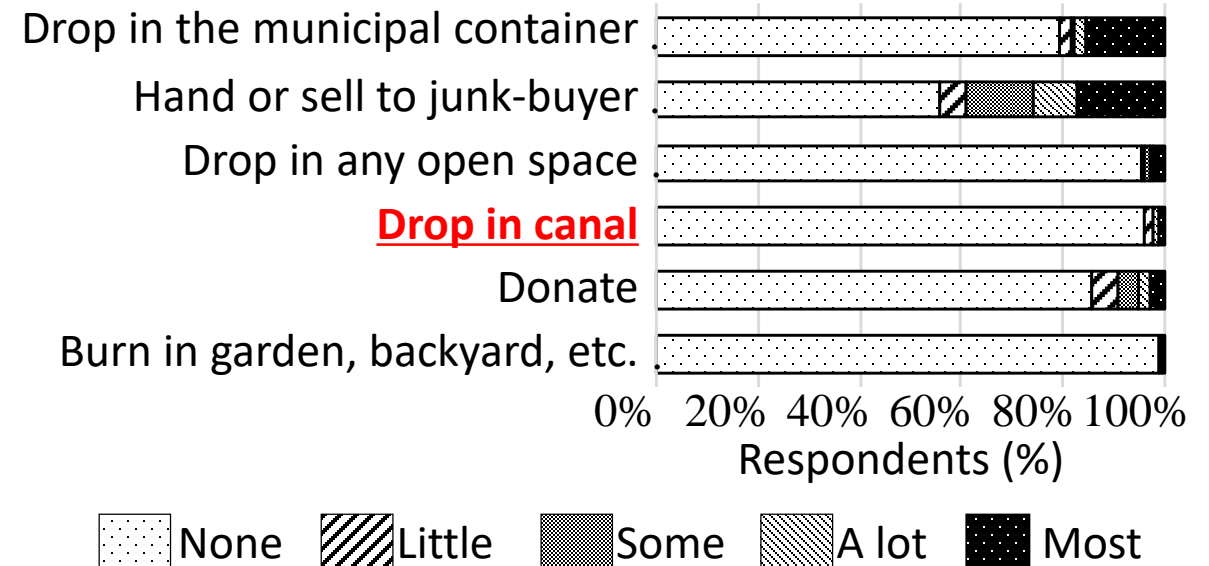 Drop in the municipal container
Hand or sell to junk-buyer
Drop in any open space
Drop in canal
Donate
Burn in garden, backyard, etc.
0% 20% 40% 60% 80% 100%
Respondents (%)
None Little Some A lot Most